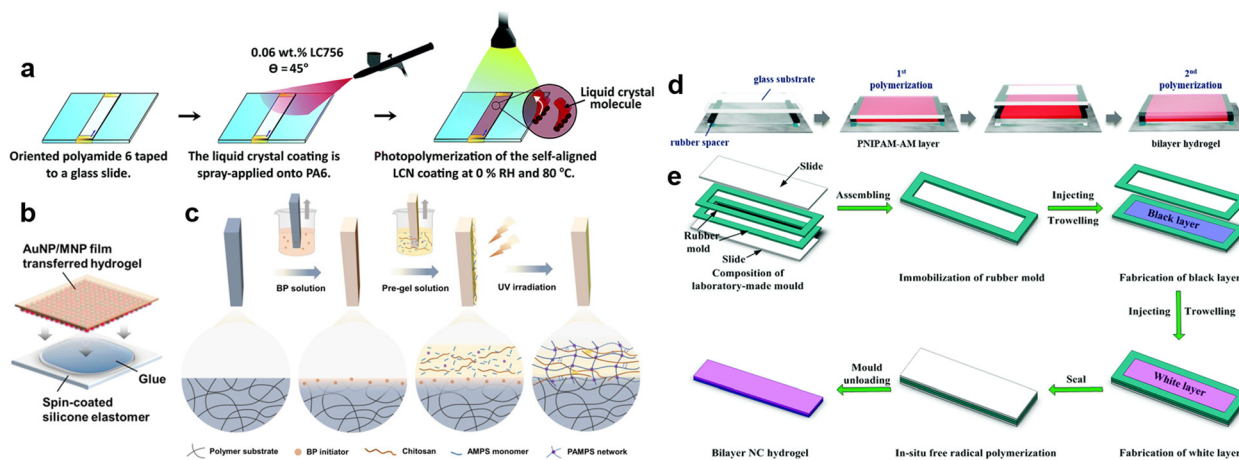 a
0.06 wt.% LC756
Θ = 45°
Liquid crystal
molecule
Oriented polyamide 6 taped
to a glass slide.
The liquid crystal coating is
spray-applied onto PA6.
Photopolymerization of the self-aligned
LCN coating at 0 % RH and 80 °C.
b
AuNP/MNP film
transferred hydrogel
Glue
Spin-coated
silicone elastomer
c
BP solution
Pre-gel solution
UV irradiation
Polymer substrate
BP initiator
Chitosan
AMPS monomer
PAMPS network
d
glass substrate
rubber spacer
1st
polymerization
PNIPAM-AM layer
2nd
polymerization
bilayer hydrogel
e
Slide
Rubber
mold
Slide
Composition of
laboratory-made mould
Assembling
Immobilization of rubber mold
Injecting
Trowelling
Black layer
Fabrication of black layer
Injecting
Trowelling
White layer
Fabrication of white layer
Seal
In-situ free radical polymerization
Mould
unloading
Bilayer NC hydrogel